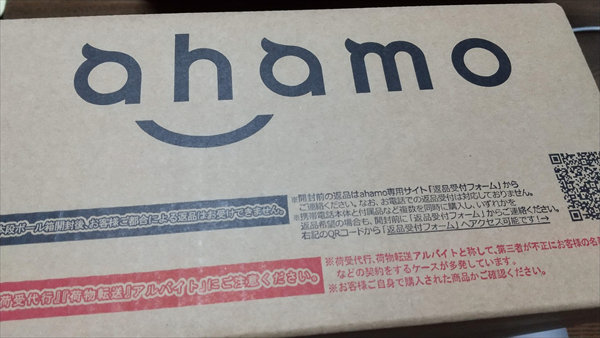 ahamo
段ボール箱開封後、お客様ご都合による返品はお受けできません。
※開封前の返品はahamo専用サイト「返品受付フォーム」から
ご連絡ください。なお、お電話での返品受付は対応しておりません。
※携帯電話本体と付属品など複数を同時に購入し、いずれかを
返品希望の場合も、開封前に「返品受付フォーム」からご連絡ください。
右記のQRコードから「返品受付フォーム」へアクセス可能です!→
荷受代行』『荷物転送』アルバイト』にご注意ください。
※荷受代行、荷物転送アルバイトと称して、第三者が不正にお客様の名
などの契約をするケースが多発しています。
※お客様ご自身で購入された商品かご確認ください。